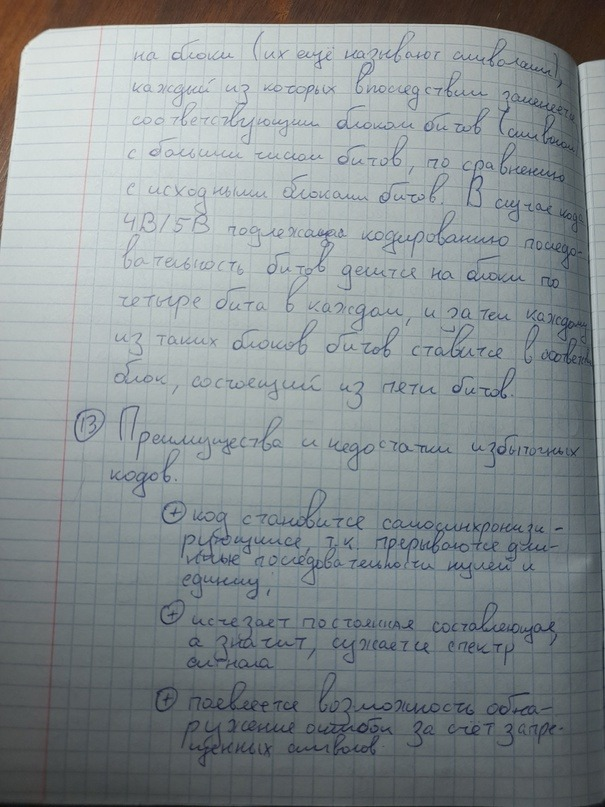 на блоки (их ещё называют символами),
каждый из которых впоследствии заменяется
соответствующим блоком битов (символом)
с большим числом битов, по сравнению
с исходными блоками битов. В случае кода
4B/5B подлежащая кодированию последо-
вательность битов делится на блоки по
четыре бита в каждом, и затем каждому
из таких блоков битов ставится в соответствие
блок, состоящий из пяти битов.
13 Преимущества и недостатки избыточных
кодов.
+ код становится самосинхронизи-
рующимся, т.к. прерываются длин-
ные последовательности нулей и
единиц;
+ исчезает постоянная составляющая,
а значит, сужается спектр
сигнала
+ появляется возможность обна-
ружение ошибок за счёт запре-
щенных символов